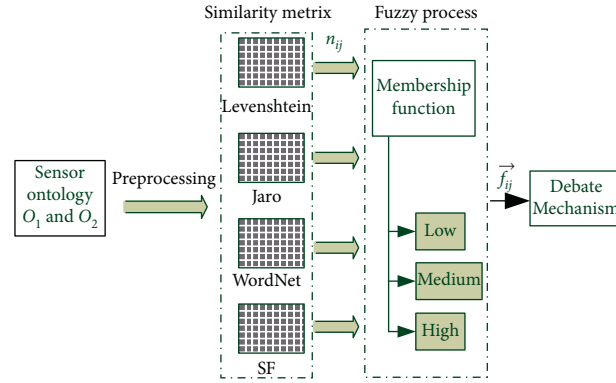 Similarity metrix
Fuzzy process
n_ij
Levenshtein
Jaro
WordNet
SF
Sensor
ontology
O_1 and O_2
Preprocessing
Membership
function
Low
Medium
High
\overrightarrow{f_ij}
Debate
Mechanism